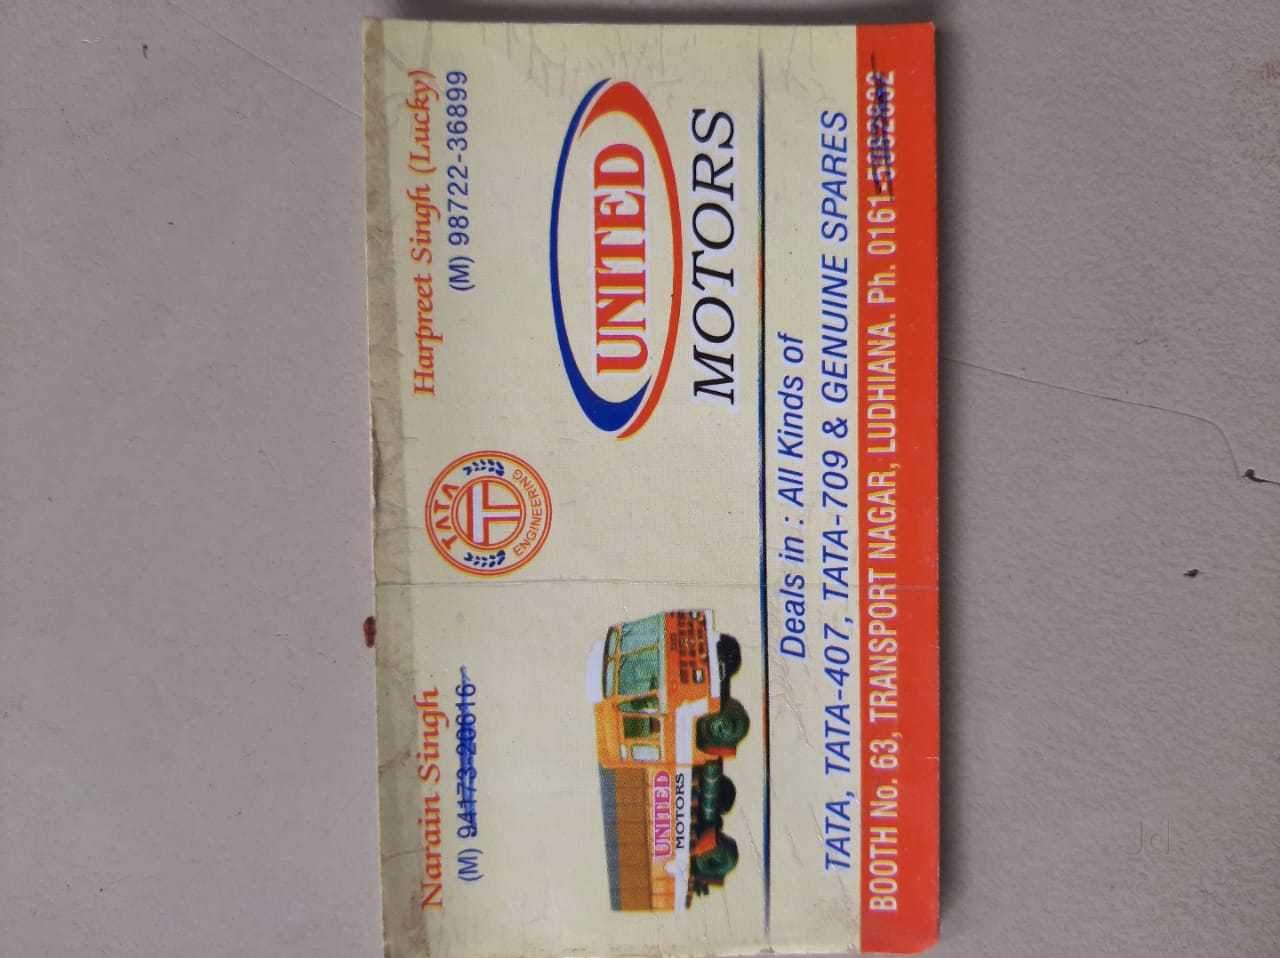 Narain Singh
(M) 94173-20616
TATA
ENGINEERING
Harpreet Singh (Lucky)
(M) 98722-36899
UNITED
MOTORS
UNITED
MOTORS
Deals in : All Kinds of
TATA, TATA-407, TATA-709 & GENUINE SPARES
BOOTH No. 63, TRANSPORT NAGAR, LUDHIANA. Ph. 0161-
Jd